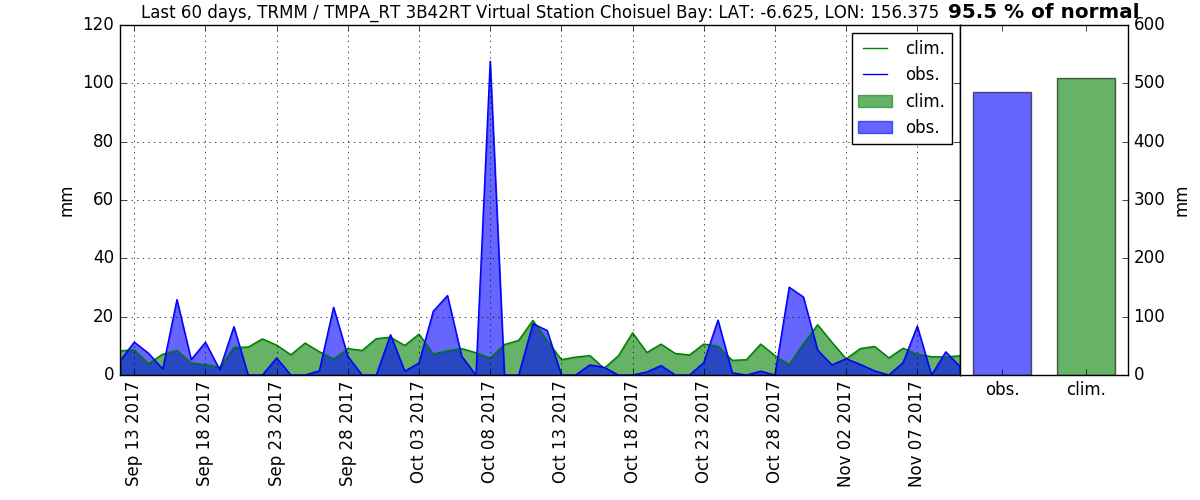 Last 60 days, TRMM / TMPA_RT 3B42RT Virtual Station Choisuel Bay: LAT: -6.625, LON: 156.375 95.5 % of normal
120
100
80
60
40
20
0
mm
clim.
obs.
clim.
obs.
600
500
400
300
200
100
0
mm
obs. clim.
Sep 13 2017
Sep 18 2017
Sep 23 2017
Sep 28 2017
Oct 03 2017
Oct 08 2017
Oct 13 2017
Oct 18 2017
Oct 23 2017
Oct 28 2017
Nov 02 2017
Nov 07 2017